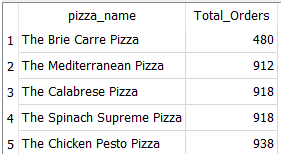 pizza_name Total_Orders
1 The Brie Carre Pizza 480
2 The Mediterranean Pizza 912
3 The Calabrese Pizza 918
4 The Spinach Supreme Pizza 918
5 The Chicken Pesto Pizza 938